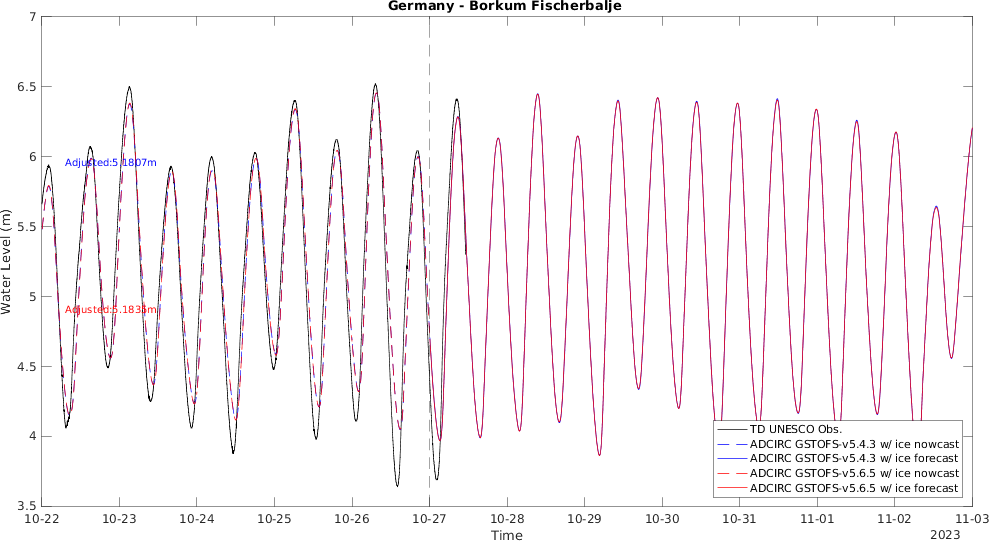 Germany - Borkum Fischerbalje
7
6.5
6
5.5
5
4.5
4
3.5
Water Level (m)
Adjusted:5.1807m
Adjusted:5.1835m
TD UNESCO Obs.
ADCIRC GSTOFS-v5.4.3 w/ ice nowcast
ADCIRC GSTOFS-v5.4.3 w/ ice forecast
ADCIRC GSTOFS-v5.6.5 w/ ice nowcast
ADCIRC GSTOFS-v5.6.5 w/ ice forecast
10-22 10-23 10-24 10-25 10-26 10-27 10-28 10-29 10-30 10-31 11-01 11-02 11-03
Time
2023